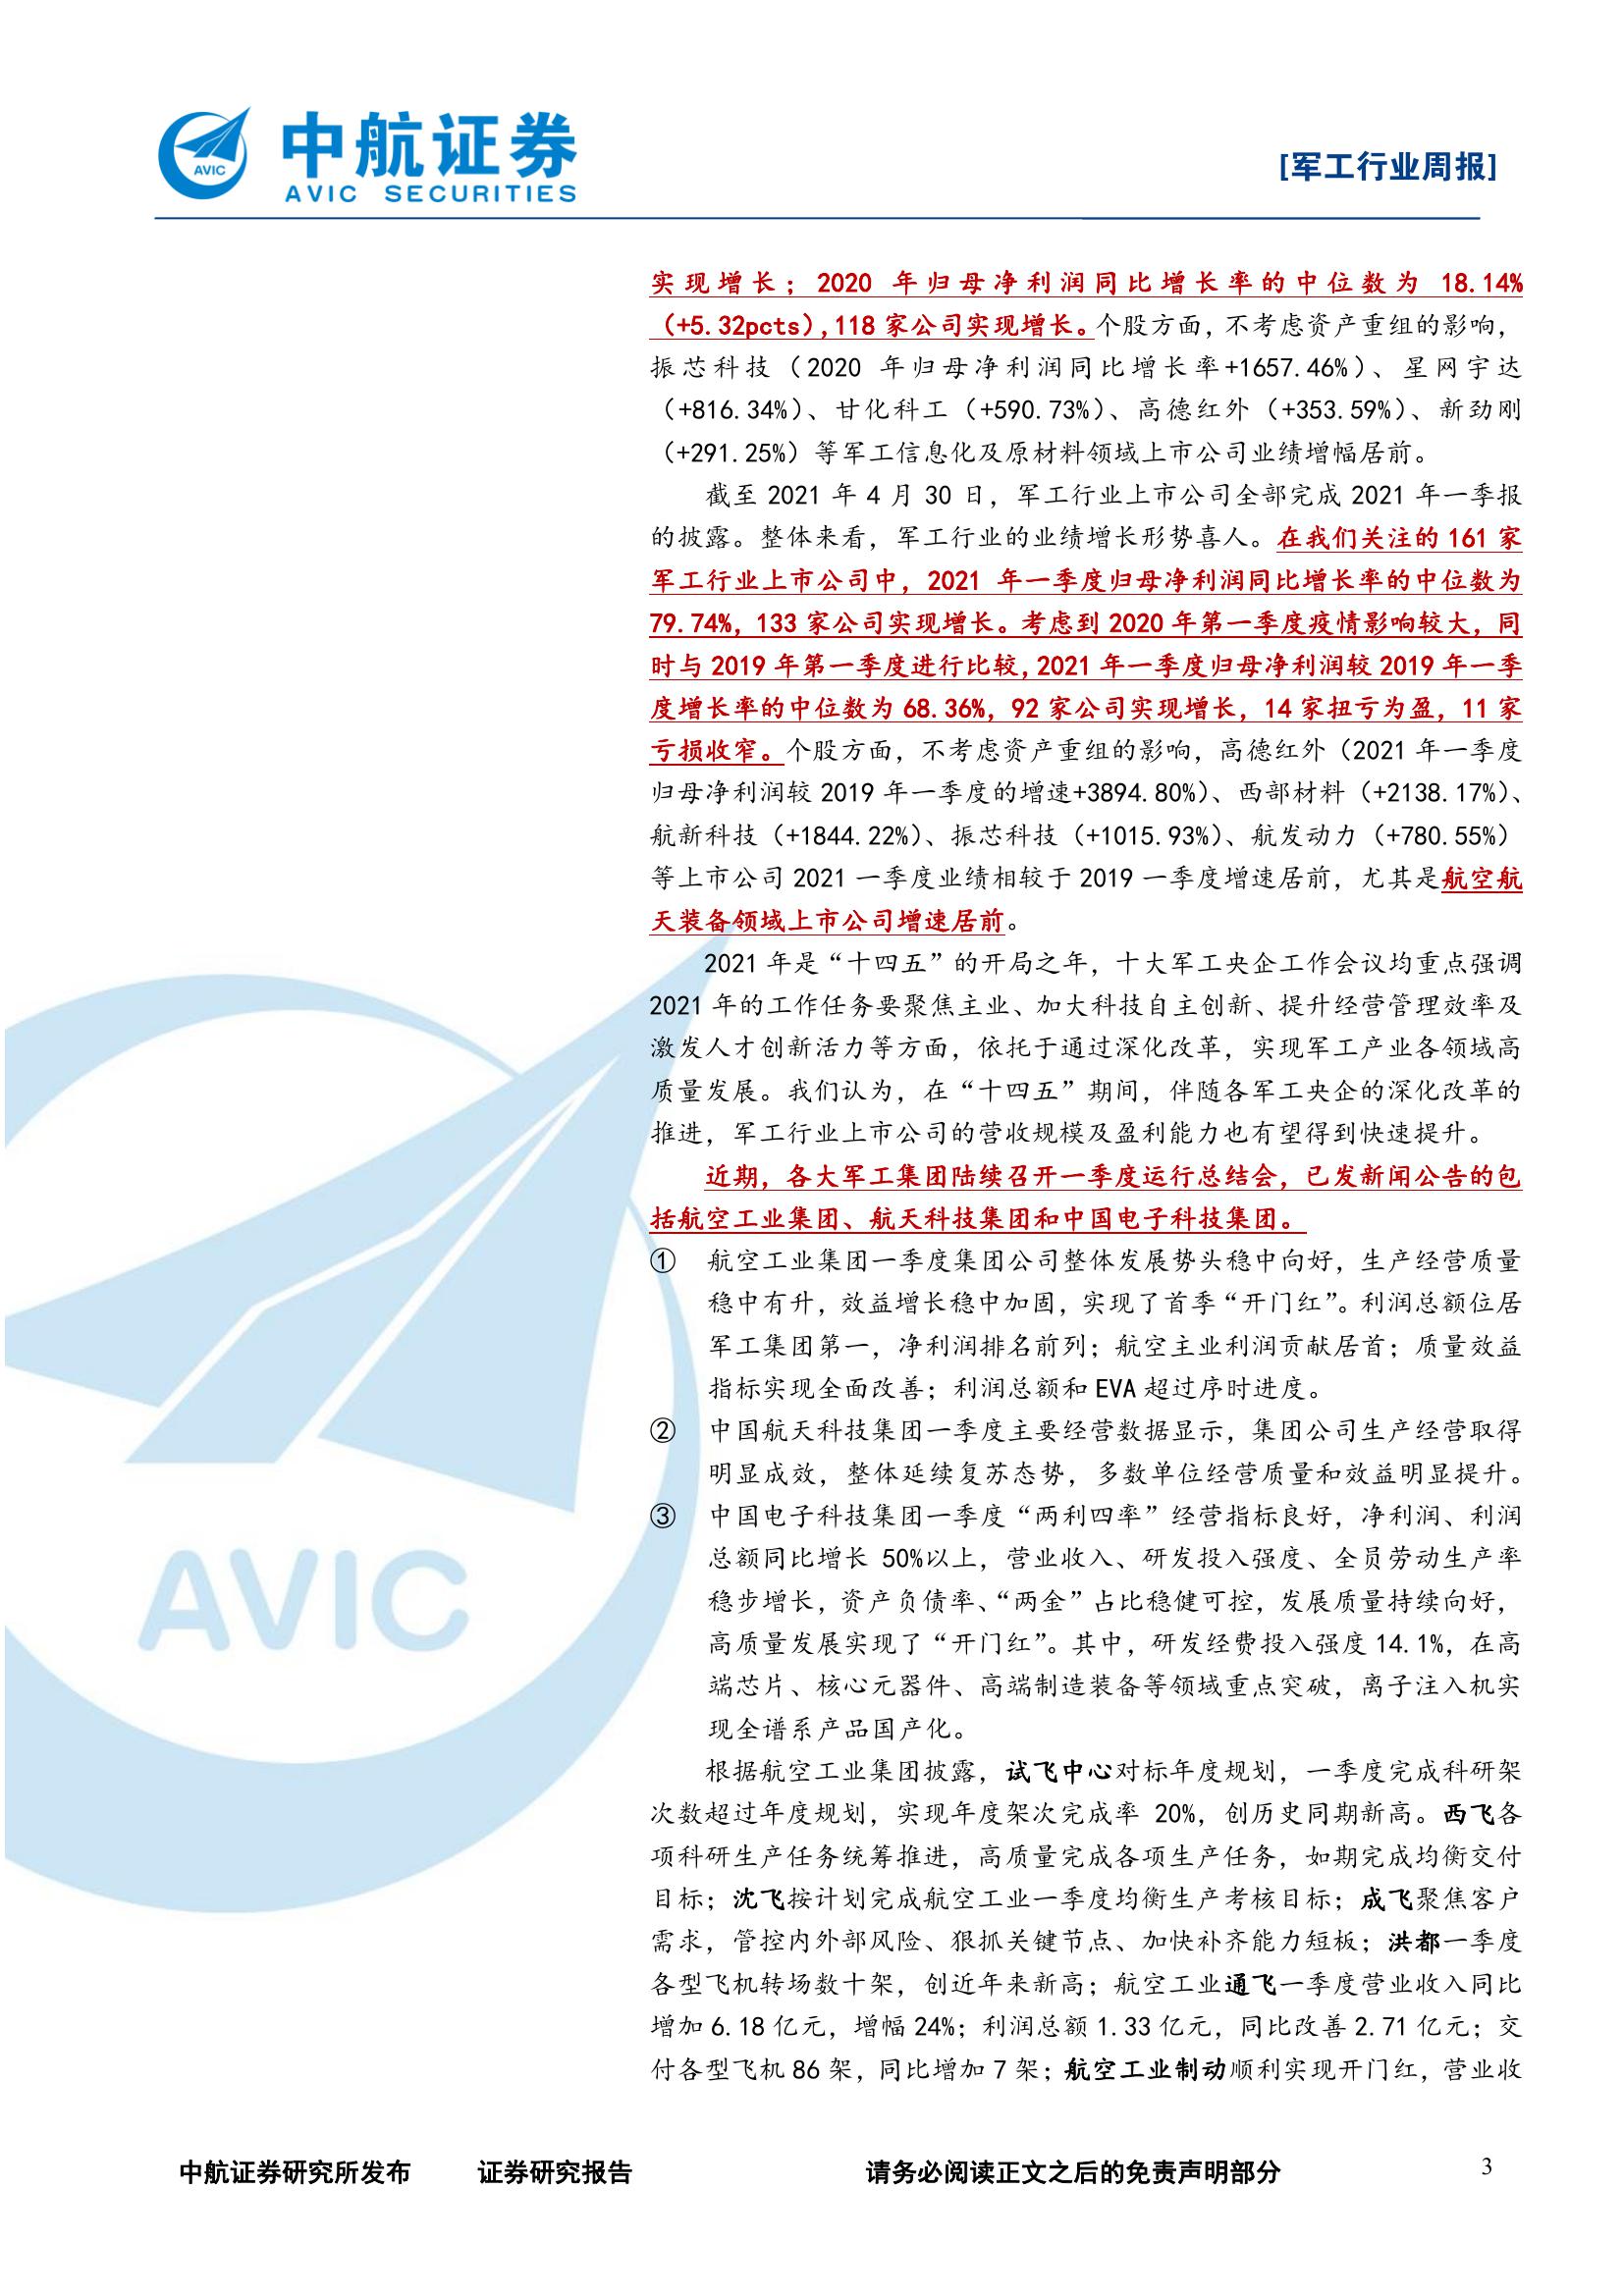 中航证券
AVIC SECURITIES
AVIC
[军工行业周报]
实现增长；2020 年归母净利润同比增长率的中位数为 18.14%
（+5.32pcts），118 家公司实现增长。个股方面，不考虑资产重组的影响，
振芯科技（2020 年归母净利润同比增长率+1657.46%）、星网宇达
（+816.34%）、甘化科工（+590.73%）、高德红外（+353.59%）、新劲刚
（+291.25%）等军工信息化及原材料领域上市公司业绩增幅居前。
截至 2021 年 4 月 30 日，军工行业上市公司全部完成 2021 年一季报
的披露。整体来看，军工行业的业绩增长形势喜人。在我们关注的 161 家
军工行业上市公司中，2021 年一季度归母净利润同比增长率的中位数为
79.74%，133 家公司实现增长。考虑到 2020 年第一季度疫情影响较大，同
时与 2019 年第一季度进行比较，2021 年一季度归母净利润较 2019 年一季
度增长率的中位数为 68.36%，92 家公司实现增长，14 家扭亏为盈，11 家
亏损收窄。个股方面，不考虑资产重组的影响，高德红外（2021 年一季度
归母净利润较 2019 年一季度的增速+3894.80%）、西部材料（+2138.17%）、
航新科技（+1844.22%）、振芯科技（+1015.93%）、航发动力（+780.55%）
等上市公司 2021 一季度业绩相较于 2019 一季度增速居前，尤其是航空航
天装备领域上市公司增速居前。
2021 年是“十四五”的开局之年，十大军工央企工作会议均重点强调
2021 年的工作任务要聚焦主业、加大科技自主创新、提升经营管理效率及
激发人才创新活力等方面，依托于通过深化改革，实现军工产业各领域高
质量发展。我们认为，在“十四五”期间，伴随各军工央企的深化改革的
推进，军工行业上市公司的营收规模及盈利能力也有望得到快速提升。
近期，各大军工集团陆续召开一季度运行总结会，已发新闻公告的包
括航空工业集团、航天科技集团和中国电子科技集团。
① 航空工业集团一季度集团公司整体发展势头稳中向好，生产经营质量
稳中有升，效益增长稳中加固，实现了首季“开门红”。利润总额位居
军工集团第一，净利润排名前列；航空主业利润贡献居首；质量效益
指标实现全面改善；利润总额和 EVA 超过序时进度。
② 中国航天科技集团一季度主要经营数据显示，集团公司生产经营取得
明显成效，整体延续复苏态势，多数单位经营质量和效益明显提升。
③ 中国电子科技集团一季度“两利四率”经营指标良好，净利润、利润
总额同比增长 50%以上，营业收入、研发投入强度、全员劳动生产率
稳步增长，资产负债率、“两金”占比稳健可控，发展质量持续向好，
高质量发展实现了“开门红”。其中，研发经费投入强度 14.1%，在高
端芯片、核心元器件、高端制造装备等领域重点突破，离子注入机实
现全谱系产品国产化。
根据航空工业集团披露，试飞中心对标年度规划，一季度完成科研架
次数超过年度规划，实现年度架次完成率 20%，创历史同期新高。西飞各
项科研生产任务统筹推进，高质量完成各项生产任务，如期完成均衡交付
目标；沈飞按计划完成航空工业一季度均衡生产考核目标；成飞聚焦客户
需求，管控内外部风险、狠抓关键节点、加快补齐能力短板；洪都一季度
各型飞机转场数十架，创近年来新高；航空工业通飞一季度营业收入同比
增加 6.18 亿元，增幅 24%；利润总额 1.33 亿元，同比改善 2.71 亿元；交
付各型飞机 86 架，同比增加 7 架；航空工业制动顺利实现开门红，营业收
AVIC
中航证券研究所发布 证券研究报告 请务必阅读正文之后的免责声明部分 3